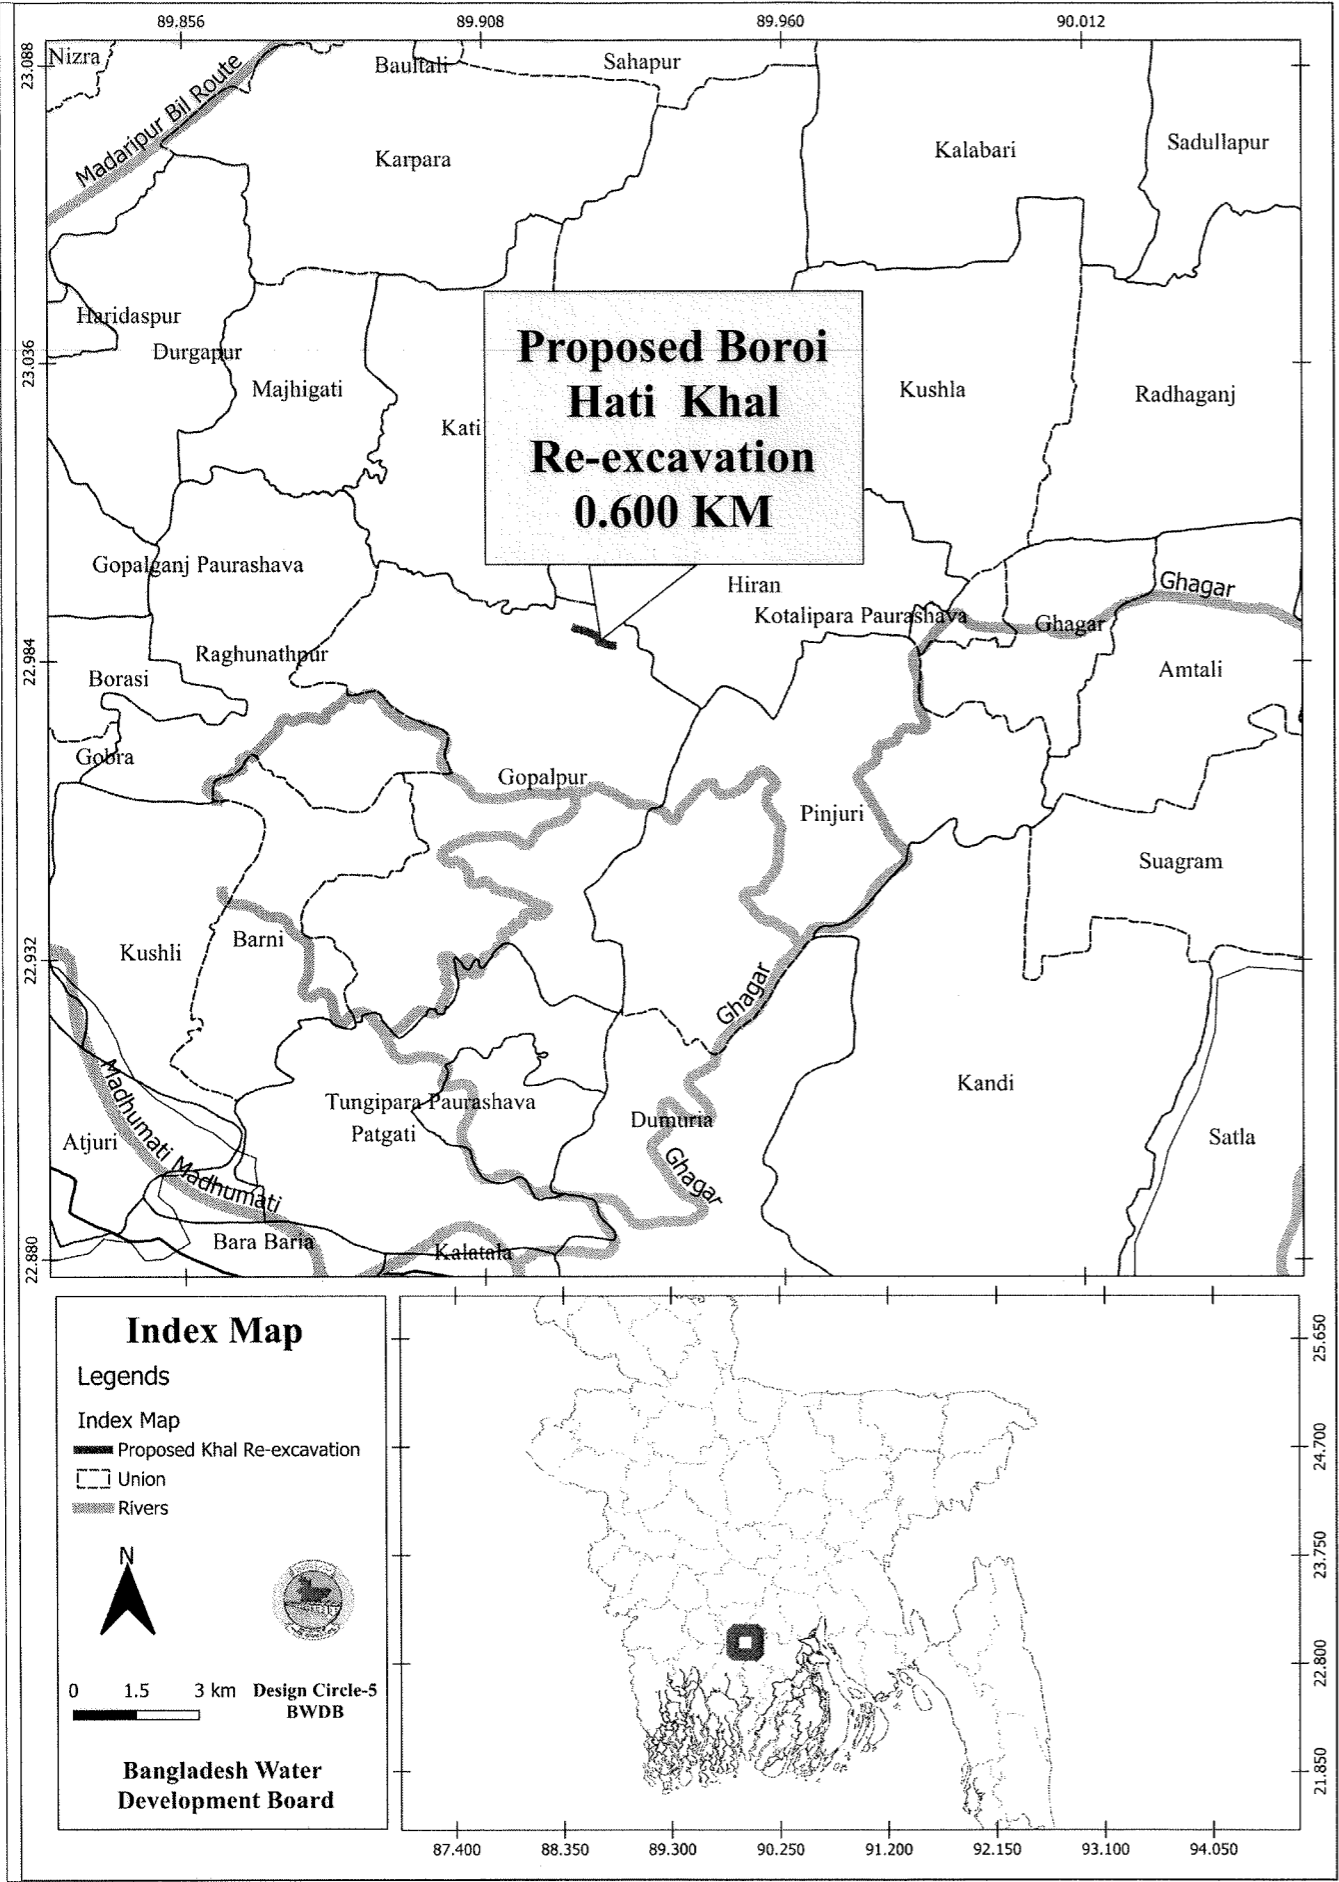 89.856
89.908
89.960
90.012
23.088
23.036
22.984
22.932
22.880
Nizra
Madaripur Bil Route
Baultali
Sahapur
Karpara
Kalabari
Sadullapur
Haridaspur
Durgapur
Majhigati
Kati
Proposed Boroi
Hati Khal
Re-excavation
0.600 KM
Kushla
Radhaganj
Gopalganj Paurashava
Hiran
Kotalipara Paurashava
Ghagar
Ghagar
Raghunathpur
Borasi
Amtali
Gobra
Gopalpur
Pinjuri
Suagram
Kushli
Barni
Ghagar
Kandi
Madhumati
Madhumati
Atjuri
Tungipara Paurashava
Patgati
Dumuria
Ghagar
Satla
Bara Baria
Kalatala
Index Map
Legends
Index Map
Proposed Khal Re-excavation
Union
Rivers
N
0 1.5 3 km
Design Circle-5
BWDB
Bangladesh Water
Development Board
25.650
24.700
23.750
22.800
21.850
87.400
88.350
89.300
90.250
91.200
92.150
93.100
94.050